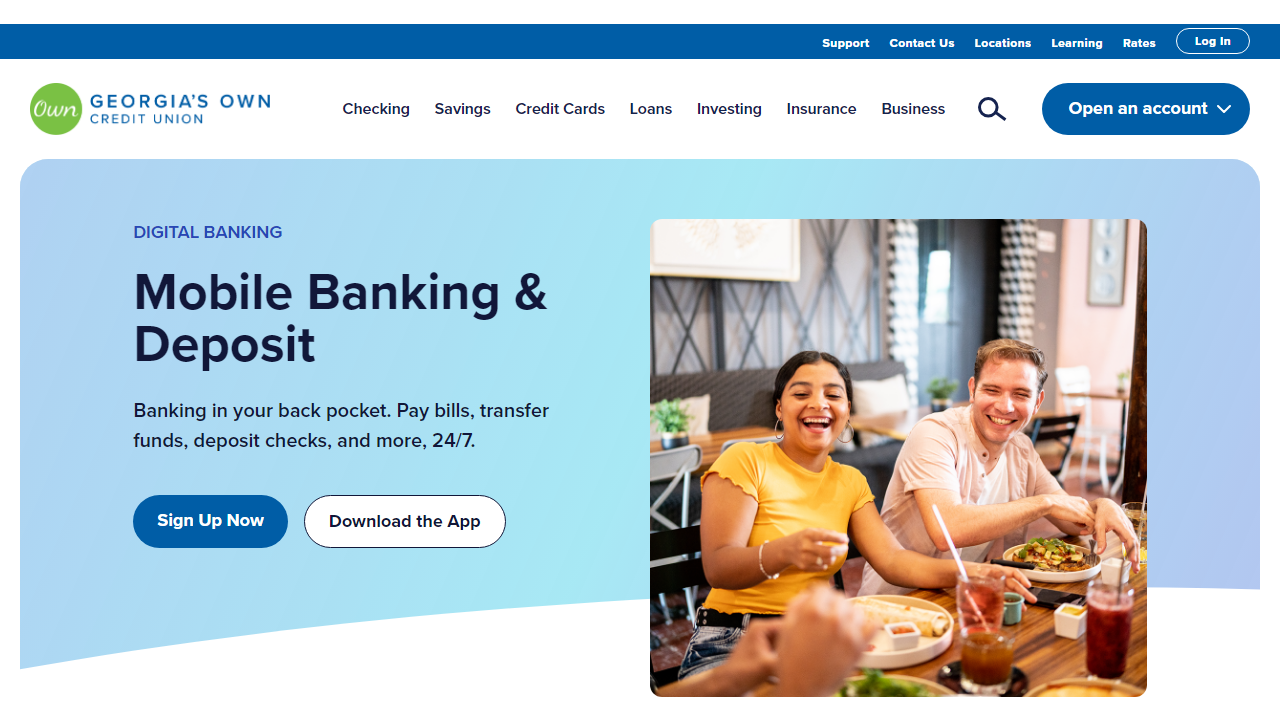 Support Contact Us Locations Learning Rates Log In
Own GEORGIA'S OWN
CREDIT UNION
Checking Savings Credit Cards Loans Investing Insurance Business Open an account
DIGITAL BANKING
Mobile Banking &
Deposit
Banking in your back pocket. Pay bills, transfer
funds, deposit checks, and more, 24/7.
Sign Up Now Download the App